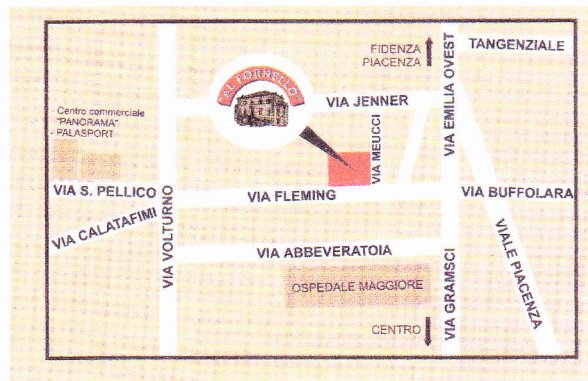 FIDENZA
PIACENZA
TANGENZIALE
VIA EMILIA OVEST
AL FORNELLO
VIA JENNER
- Centro commerciale
"PANORAMA"
- PALASPORT
VIA MEUCCI
VIA S. PELLICO
VIA FLEMING
VIA BUFFOLARA
VIA CALATAFIMI
VIA VOLTURNO
VIA ABBEVERATOIA
OSPEDALE MAGGIORE
VIA GRAMSCI
VIALE PIACENZA
CENTRO